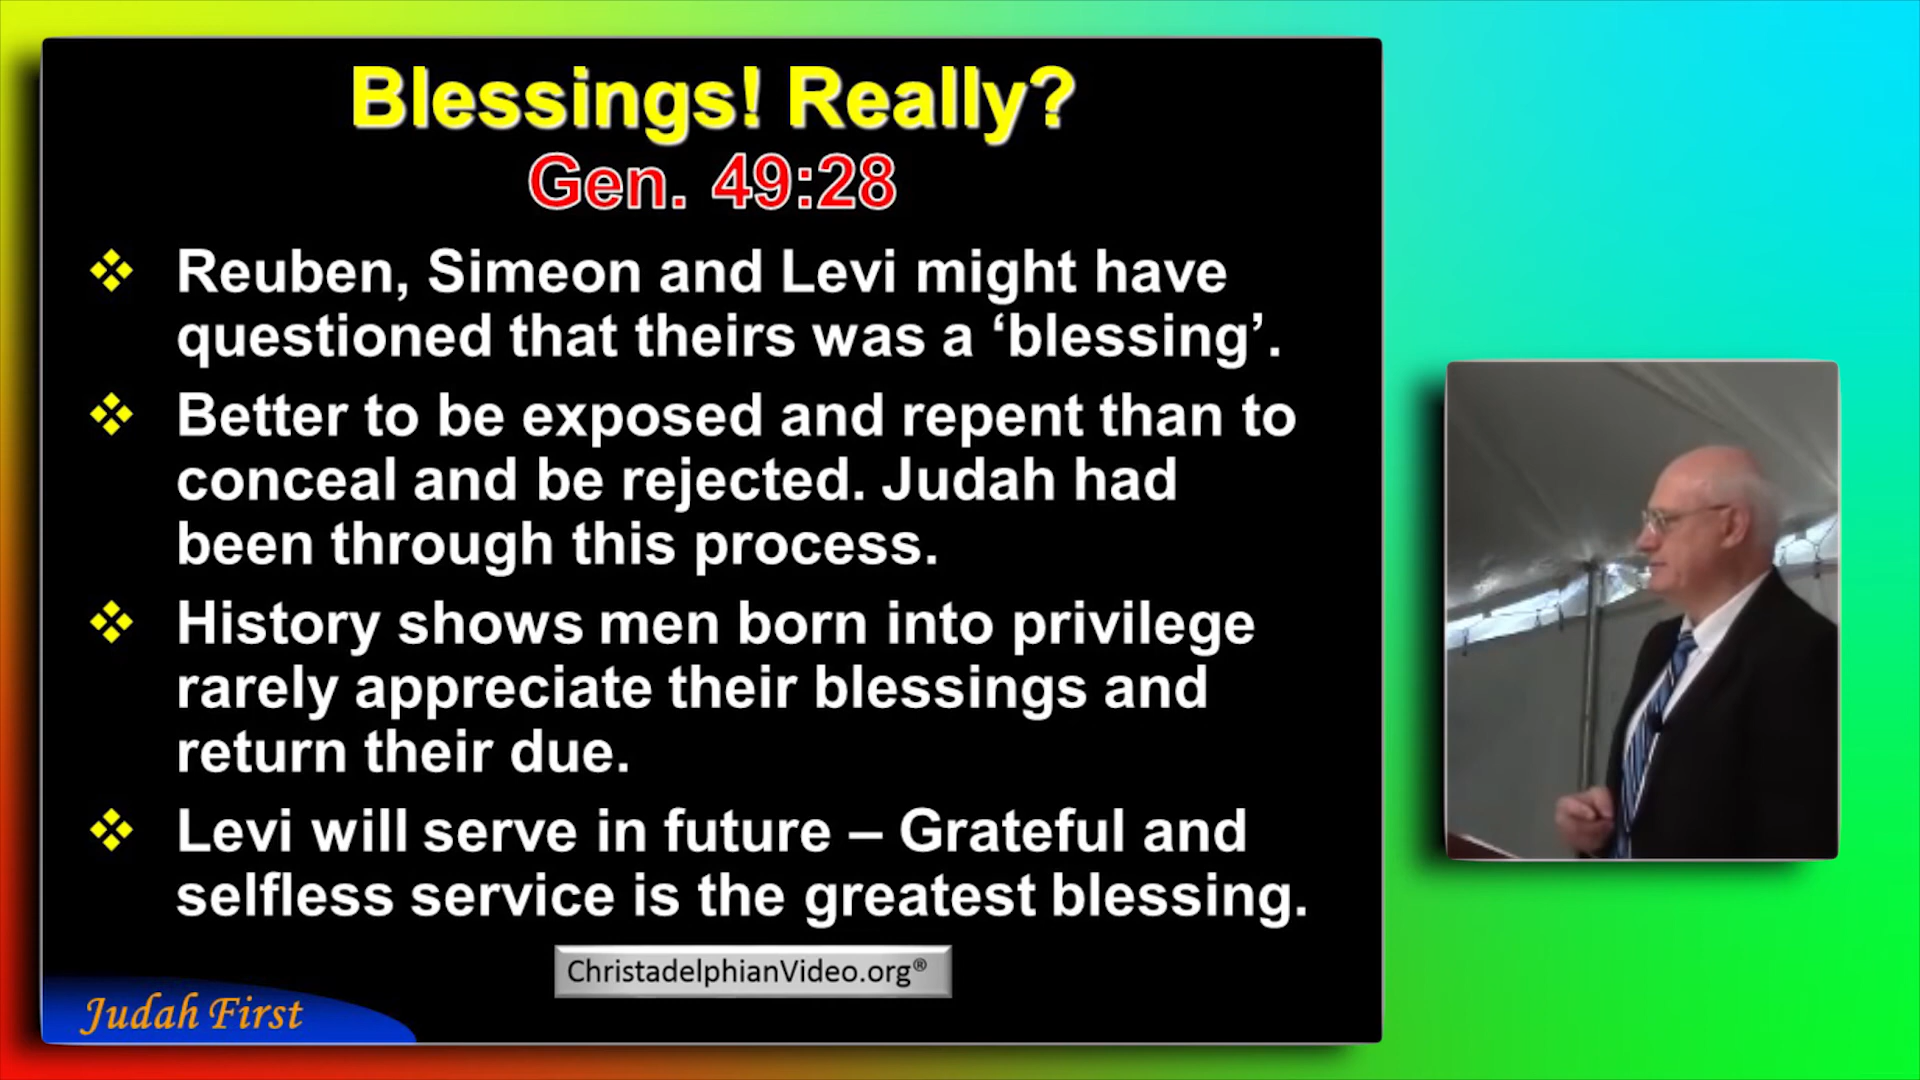 Blessings! Really?
Gen. 49:28
❖ Reuben, Simeon and Levi might have
questioned that theirs was a ‘blessing’.
❖ Better to be exposed and repent than to
conceal and be rejected. Judah had
been through this process.
❖ History shows men born into privilege
rarely appreciate their blessings and
return their due.
❖ Levi will serve in future – Grateful and
selfless service is the greatest blessing.
ChristadelphianVideo.org®
Judah First